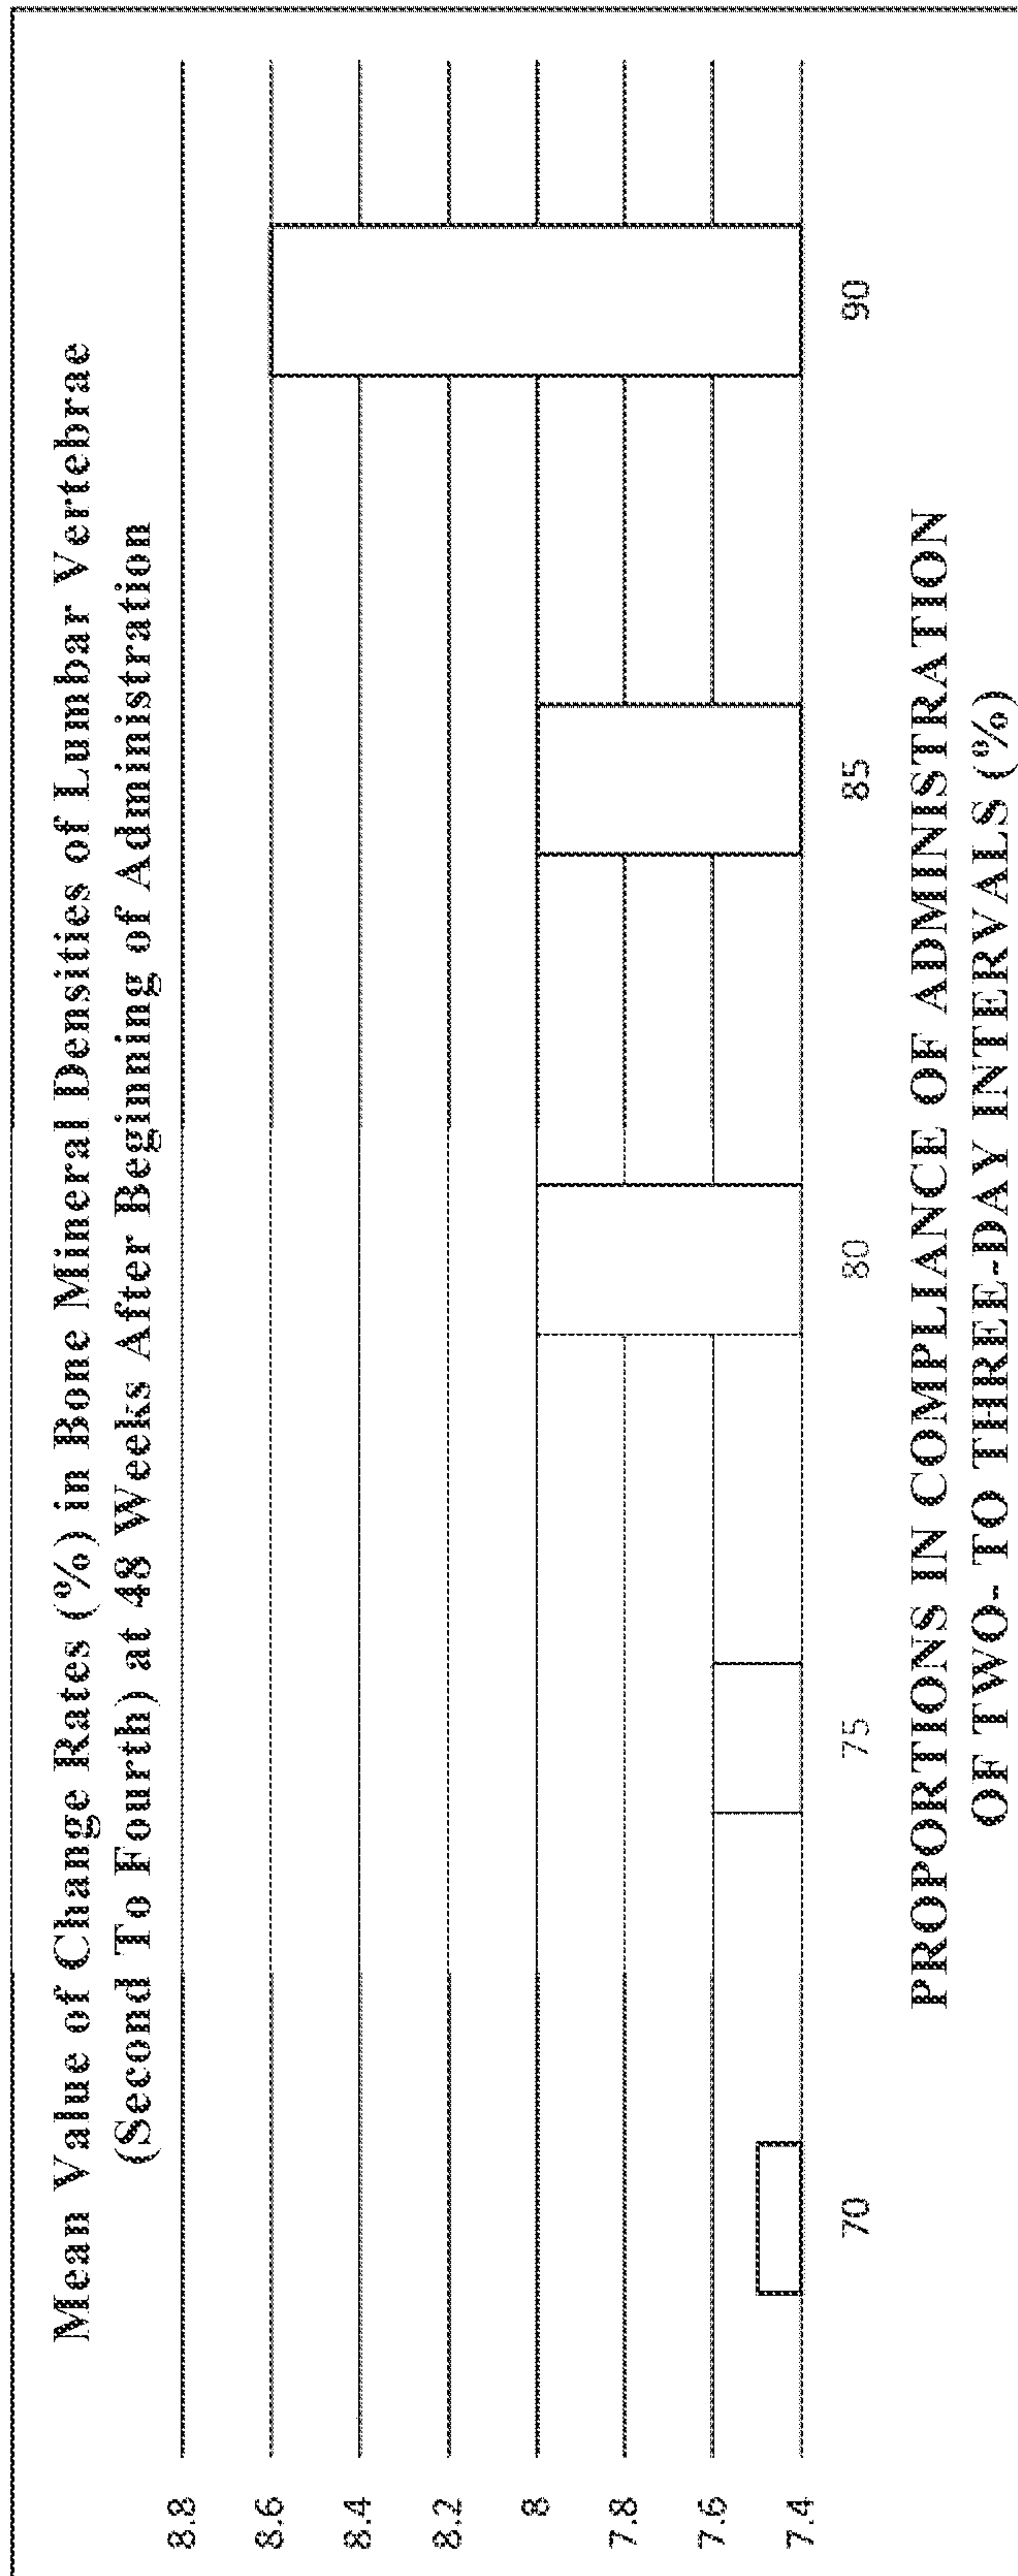 Mean Value of Change Rates (%) in Bone Mineral Densities of Lumbar Vertebrae
(Second To Fourth) at 48 Weeks After Beginning of Administration
8.8
8.6
8.4
8.2
8
7.8
7.6
7.4
70 75 80 85 90
PROPORTIONS IN COMPLIANCE OF ADMINISTRATION
OF TWO- TO THREE-DAY INTERVALS (%)